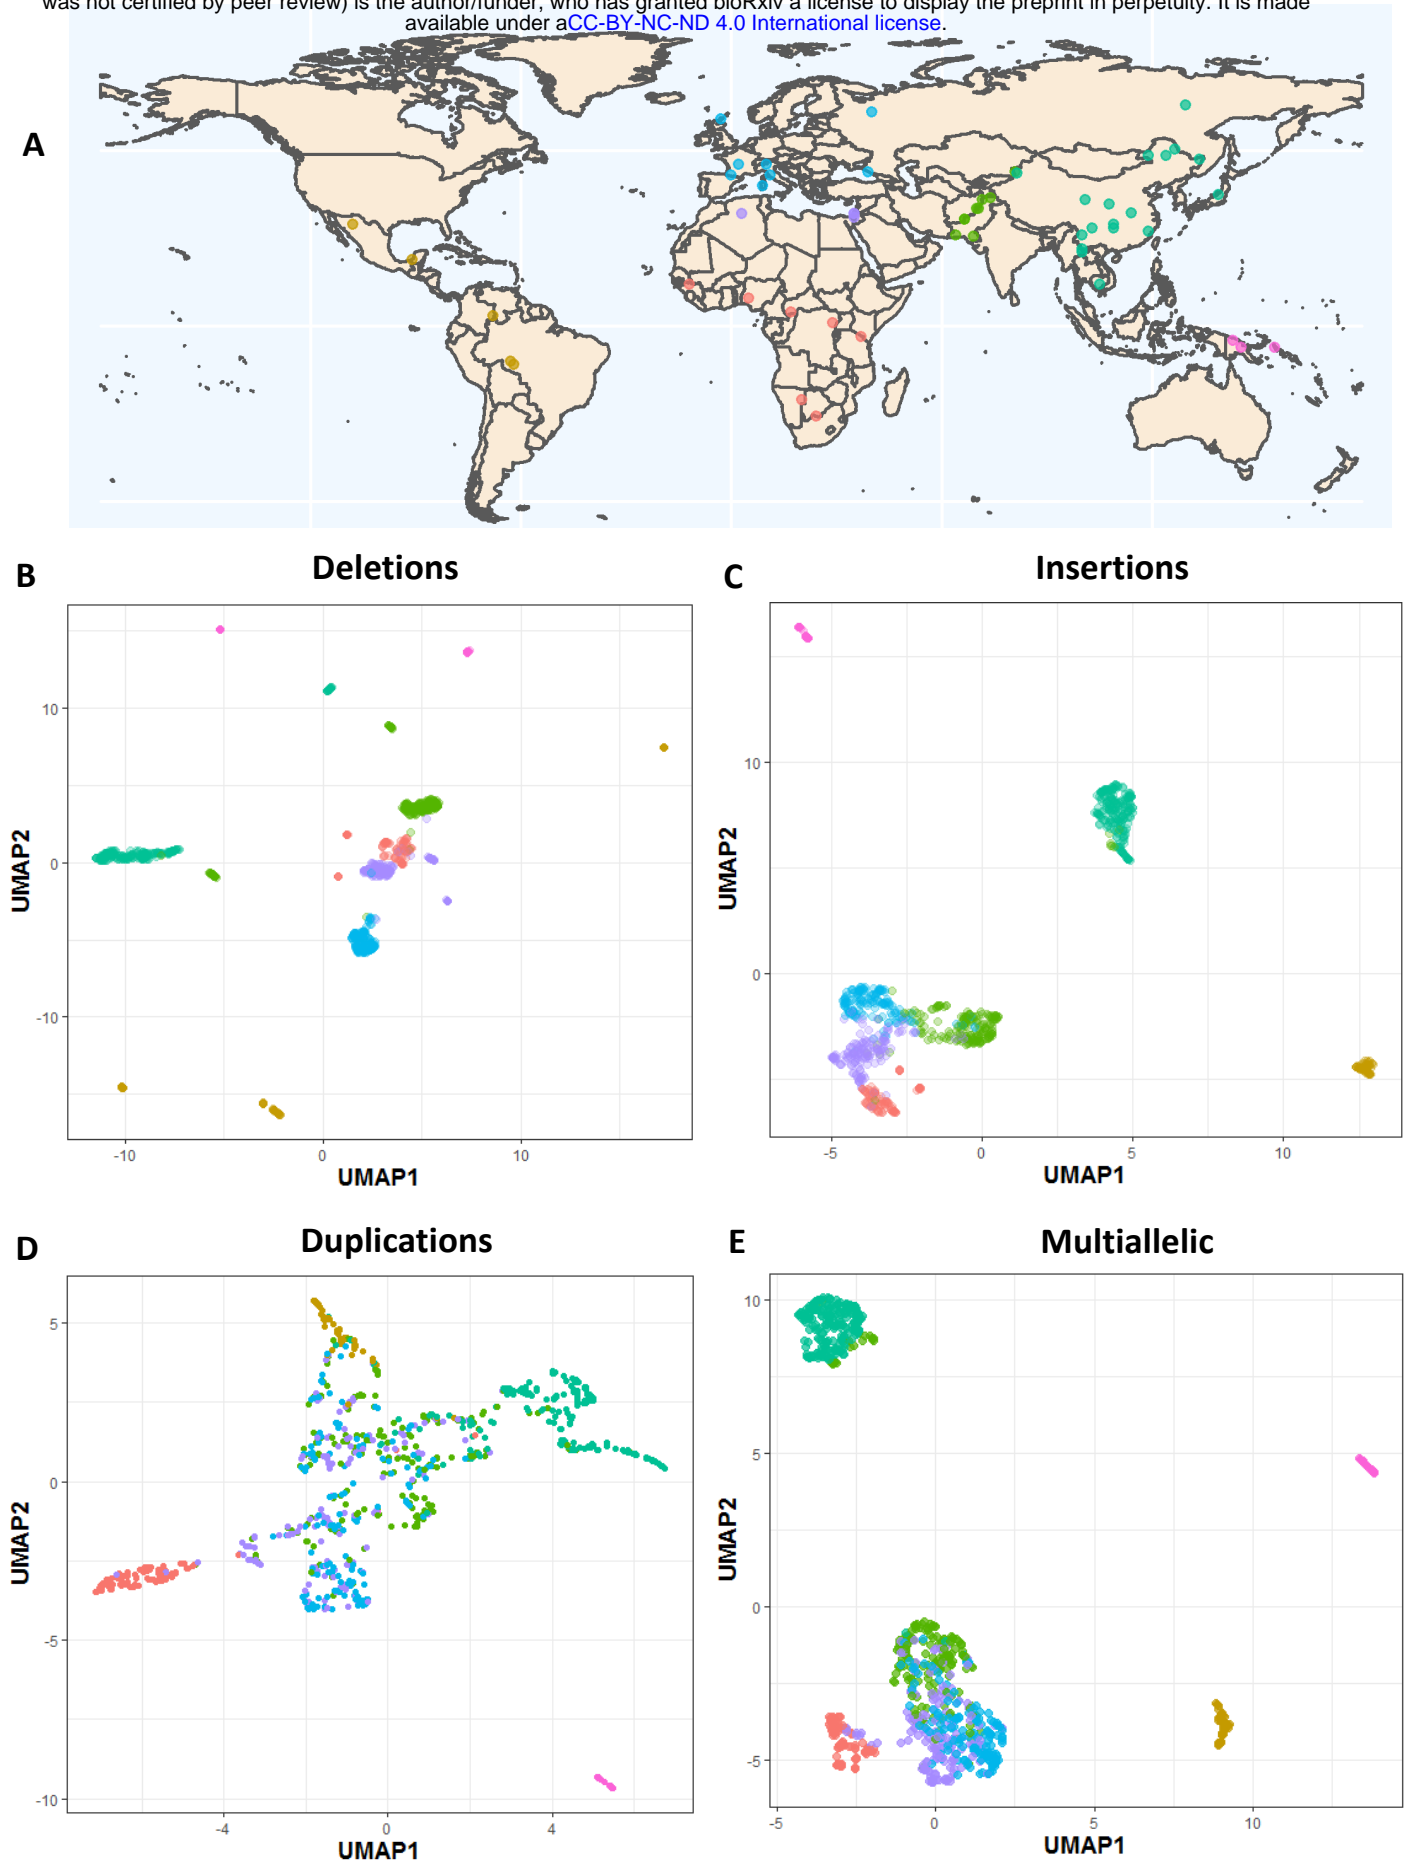 was not certified by peer review) is the author/funder, who has granted bioRxiv a license to display the preprint in perpetuity. It is made
available under aCC-BY-NC-ND 4.0 International license.
A
B
Deletions
C
Insertions
10
0
-10
UMAP2
-10
0
10
UMAP1
10
0
UMAP2
-5
0
5
10
UMAP1
D
Duplications
E
Multiallelic
5
0
-5
-10
UMAP2
-4
0
4
UMAP1
10
5
0
-5
UMAP2
-5
0
5
10
UMAP1